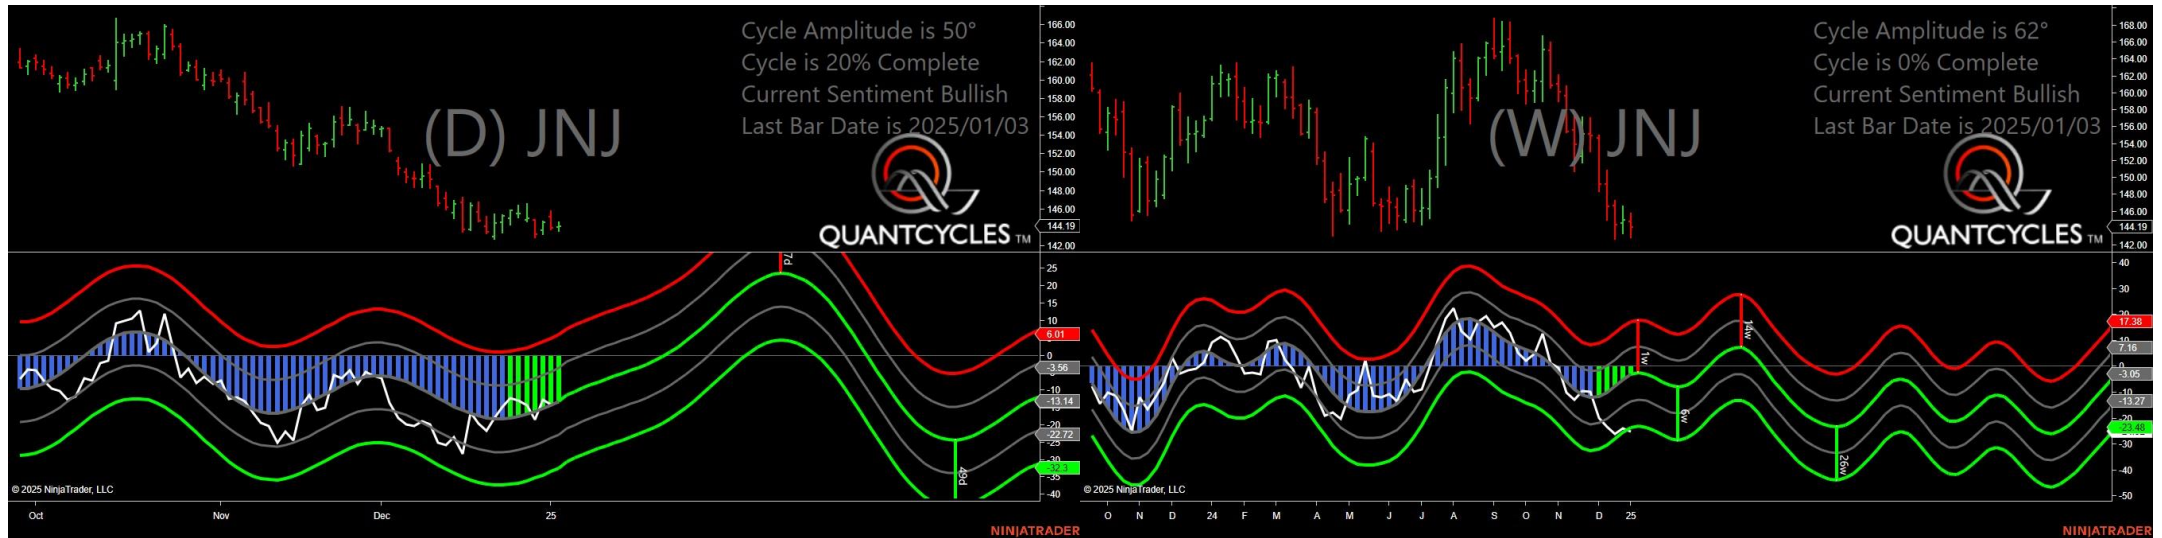 Cycle Amplitude is 50°
Cycle is 20% Complete
Current Sentiment Bullish
Last Bar Date is 2025/01/03
(D) JNJ
QUANTCYCLES TM
166.00
164.00
162.00
160.00
158.00
156.00
154.00
152.00
150.00
148.00
146.00
144.19
142.00
7d
49d
25
20
15
10
6.01
0
-3.56
-10
-13.14
-22.72
-25
-32.3
-35
-40
© 2025 NinjaTrader, LLC
Oct Nov Dec 25
NINJATRADER
Cycle Amplitude is 62°
Cycle is 0% Complete
Current Sentiment Bullish
Last Bar Date is 2025/01/03
(W) JNJ
QUANTCYCLES TM
168.00
166.00
164.00
162.00
160.00
158.00
156.00
154.00
152.00
150.00
148.00
146.00
144.19
142.00
1w
6w
14w
26w
40
30
17.38
7.16
-3.05
-13.27
-20
-23.48
-30
-40
-50
© 2025 NinjaTrader, LLC
O N D 24 F M A M J J A S O N D 25
NINJATRADER